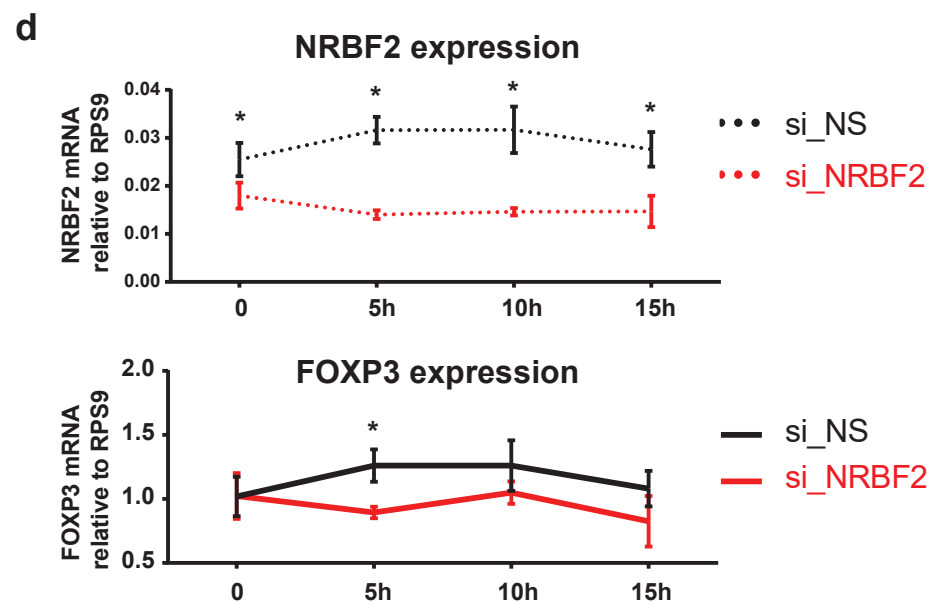 d
NRBF2 expression
NRBF2 mRNA
relative to RPS9
0.04
0.03
0.02
0.01
0.00
* * * *
0 5h 10h 15h
si_NS
si_NRBF2
FOXP3 expression
FOXP3 mRNA
relative to RPS9
2.0
1.5
1.0
0.5
*
0 5h 10h 15h
si_NS
si_NRBF2